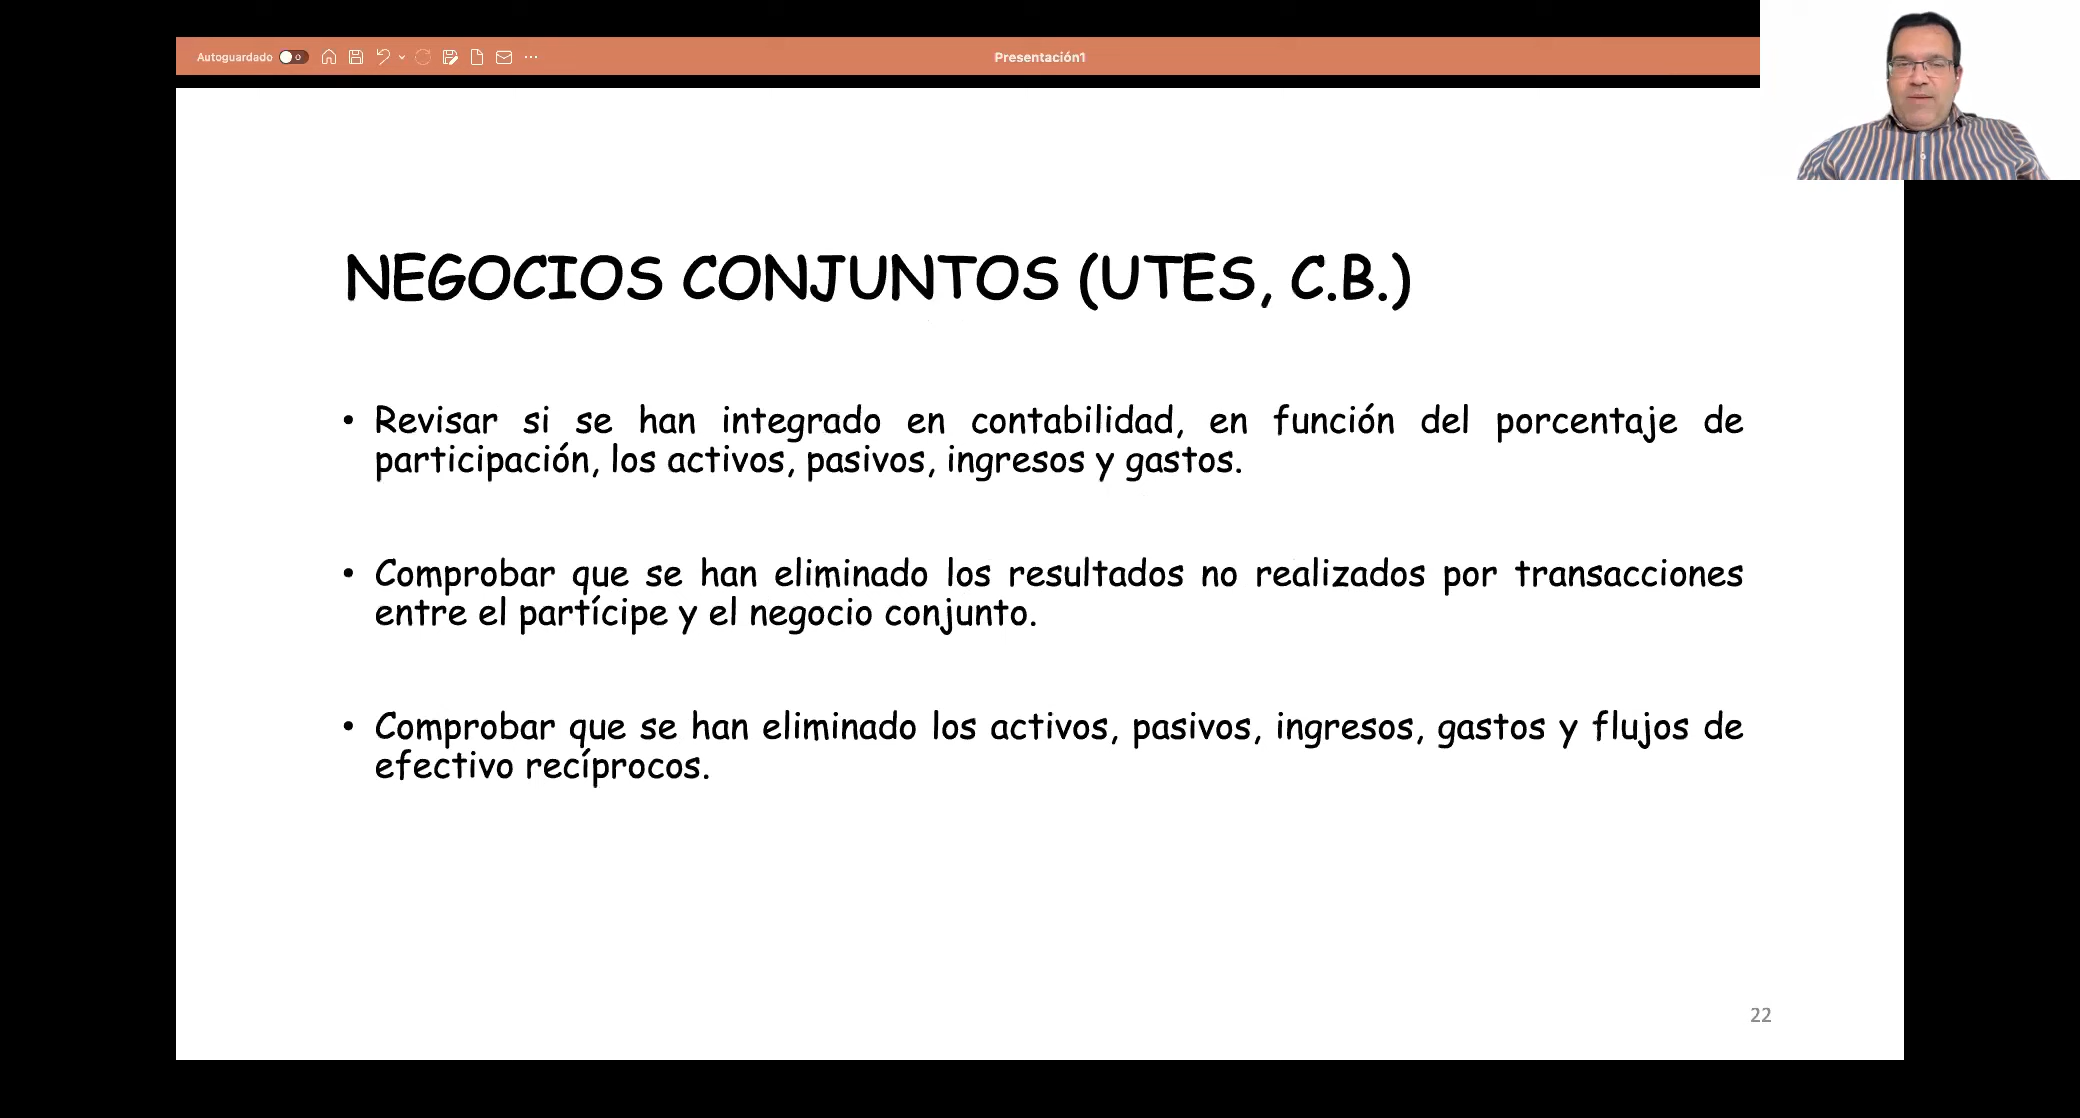 Autoguardado
Presentación1
NEGOCIOS CONJUNTOS (UTES, C.B.)
• Revisar si se han integrado en contabilidad, en función del porcentaje de
participación, los activos, pasivos, ingresos y gastos.
• Comprobar que se han eliminado los resultados no realizados por transacciones
entre el partícipe y el negocio conjunto.
• Comprobar que se han eliminado los activos, pasivos, ingresos, gastos y flujos de
efectivo recíprocos.
22